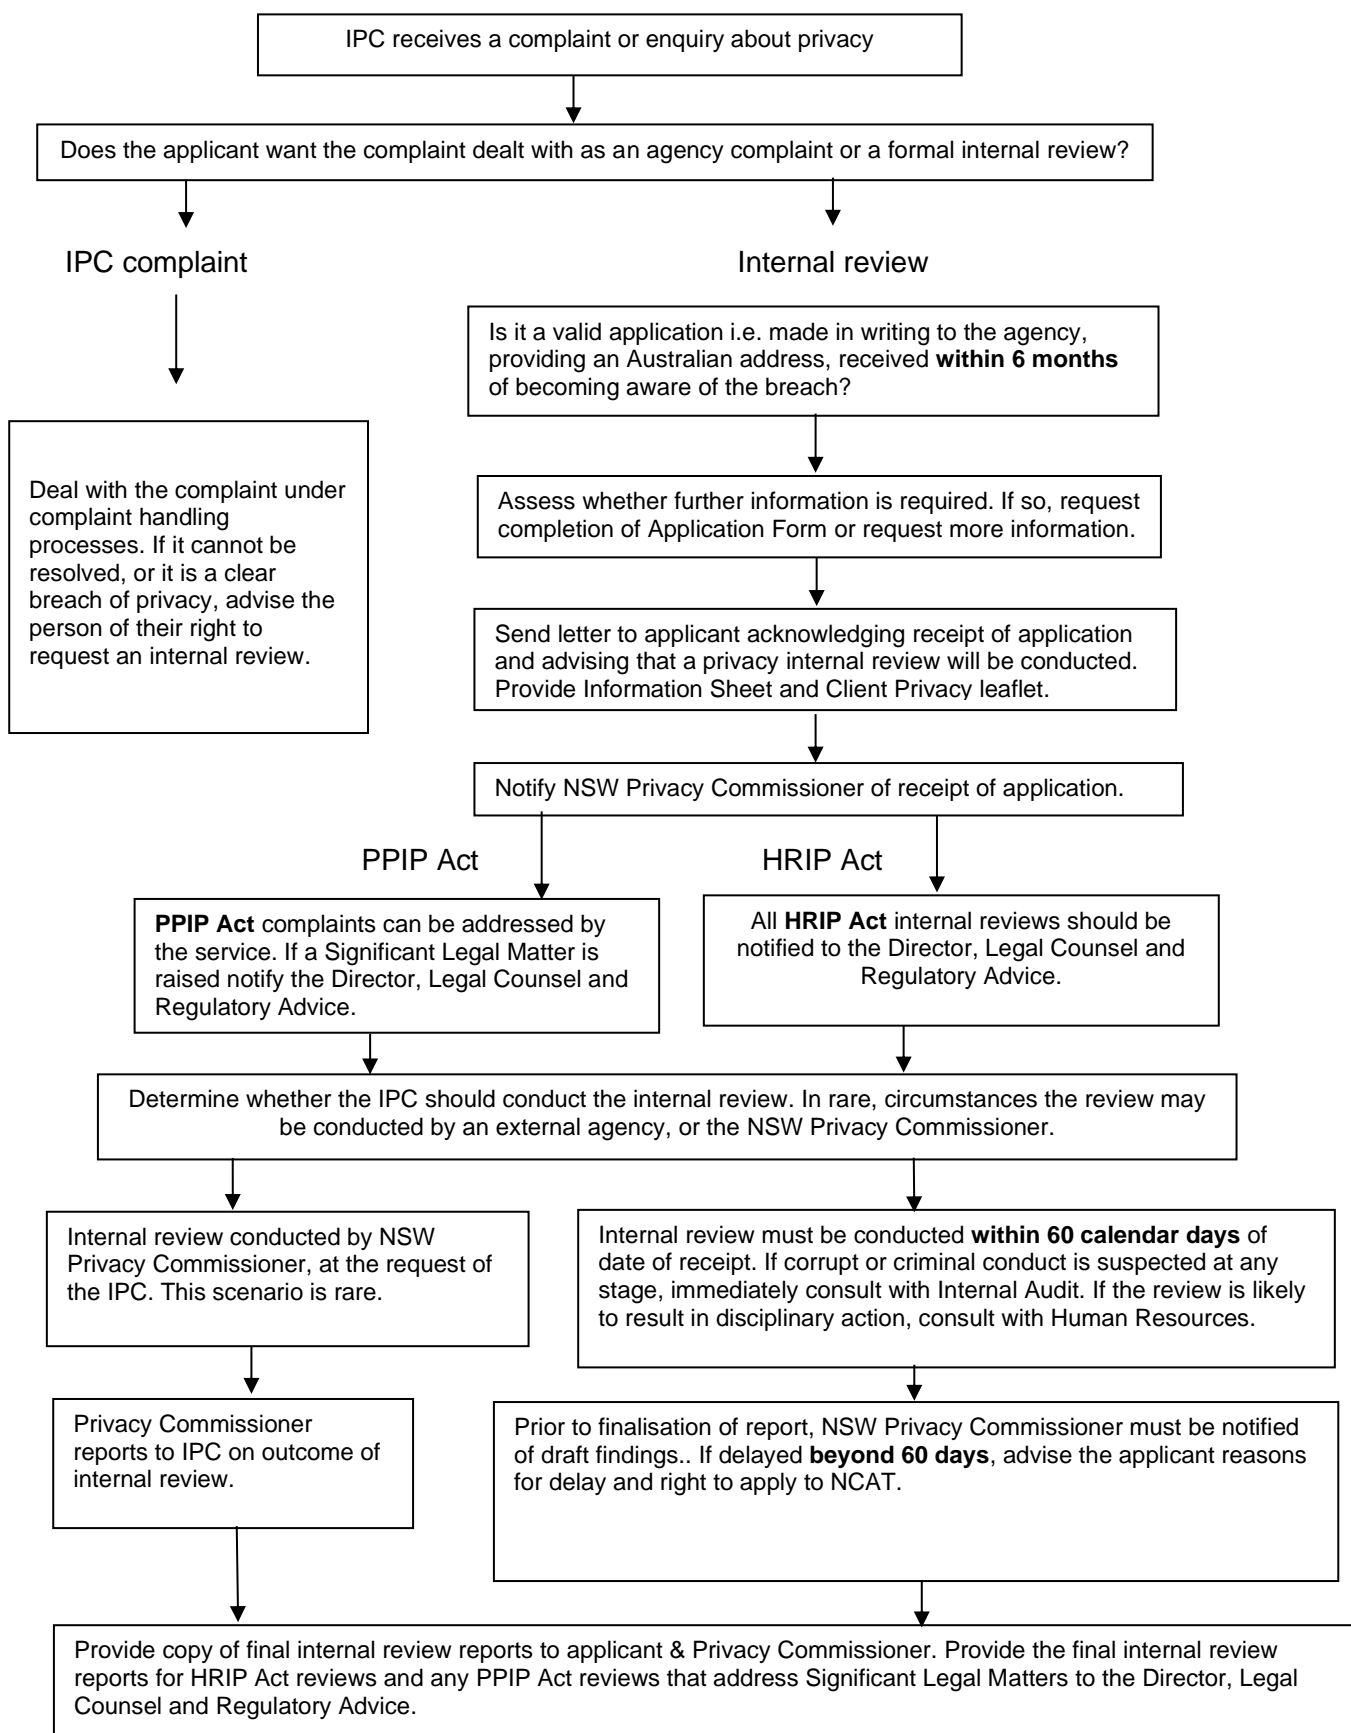 IPC receives a complaint or enquiry about privacy
Does the applicant want the complaint dealt with as an agency complaint or a formal internal review?
IPC complaint
Internal review
Is it a valid application i.e. made in writing to the agency,
providing an Australian address, received within 6 months
of becoming aware of the breach?
Deal with the complaint under
complaint handling
processes. If it cannot be
resolved, or it is a clear
breach of privacy, advise the
person of their right to
request an internal review.
Assess whether further information is required. If so, request
completion of Application Form or request more information.
Send letter to applicant acknowledging receipt of application
and advising that a privacy internal review will be conducted.
Provide Information Sheet and Client Privacy leaflet.
Notify NSW Privacy Commissioner of receipt of application.
PPIP Act
HRIP Act
PPIP Act complaints can be addressed by
the service. If a Significant Legal Matter is
raised notify the Director, Legal Counsel and
Regulatory Advice.
All HRIP Act internal reviews should be
notified to the Director, Legal Counsel and
Regulatory Advice.
Determine whether the IPC should conduct the internal review. In rare, circumstances the review may
be conducted by an external agency, or the NSW Privacy Commissioner.
Internal review conducted by NSW
Privacy Commissioner, at the request of
the IPC. This scenario is rare.
Internal review must be conducted within 60 calendar days of
date of receipt. If corrupt or criminal conduct is suspected at any
stage, immediately consult with Internal Audit. If the review is likely
to result in disciplinary action, consult with Human Resources.
Privacy Commissioner
reports to IPC on outcome of
internal review.
Prior to finalisation of report, NSW Privacy Commissioner must be notified
of draft findings.. If delayed beyond 60 days, advise the applicant reasons
for delay and right to apply to NCAT.
Provide copy of final internal review reports to applicant & Privacy Commissioner. Provide the final internal review
reports for HRIP Act reviews and any PPIP Act reviews that address Significant Legal Matters to the Director, Legal
Counsel and Regulatory Advice.